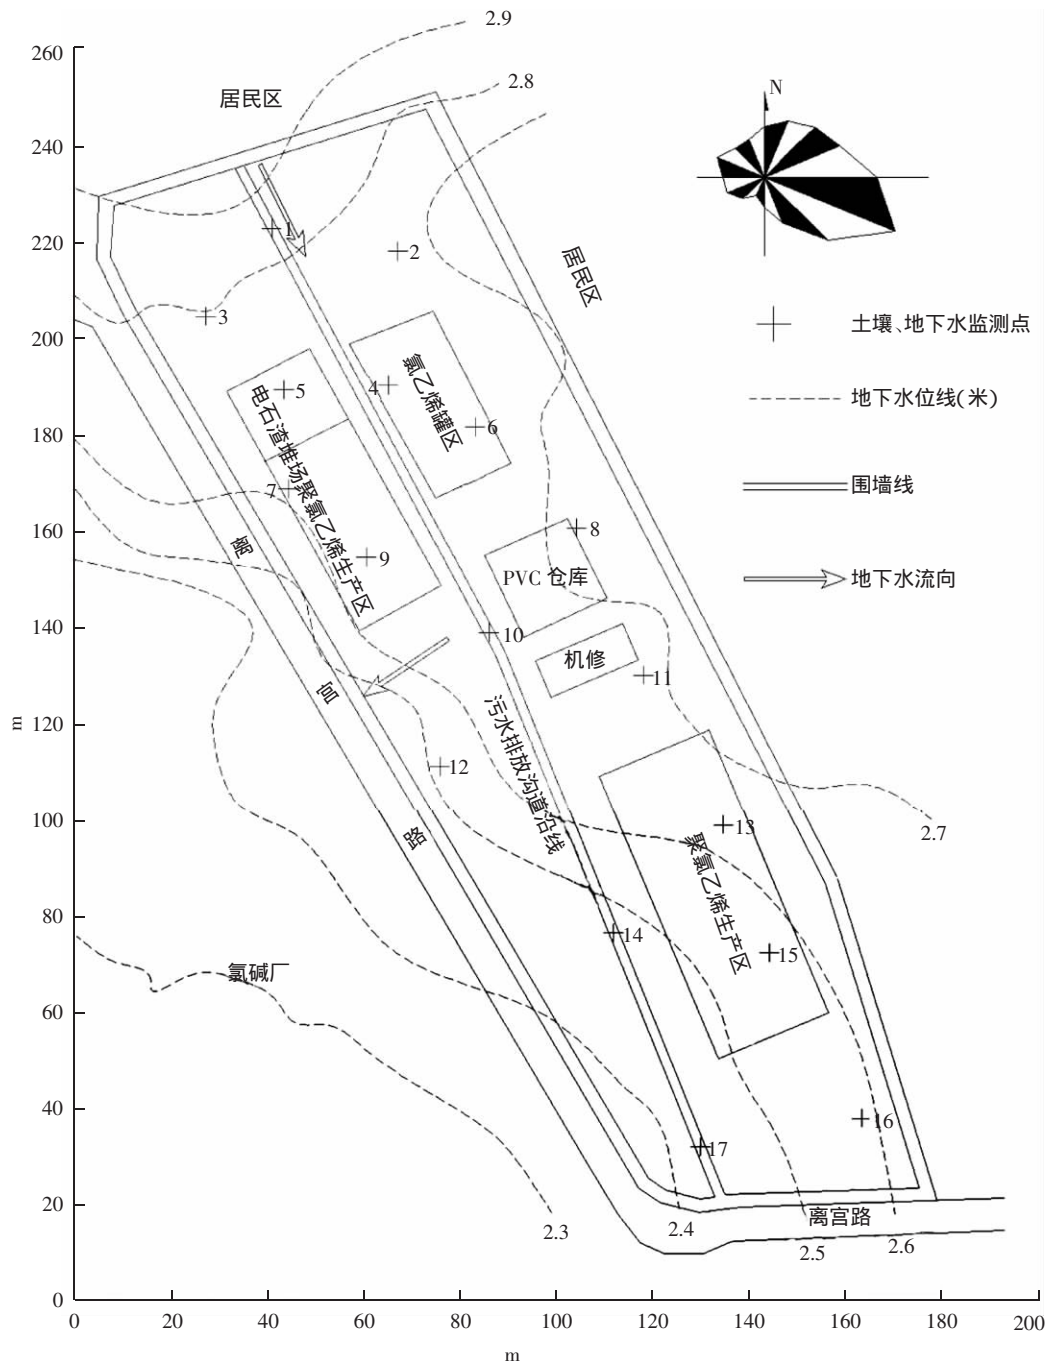 2.9
260
N
2.8
居民区
240
1
2
220
居民区
3
土壤、地下水监测点
200
氯乙烯罐区
4
5
地下水位线(米)
电石渣堆场
6
180
围墙线
7
聚氯乙烯生产区
8
160
离
9
PVC 仓库
地下水流向
140
10
机修
11
宫
污水排放沟道沿线
m
120
12
100
13
2.7
路
聚氯乙烯生产区
80
14
15
氯碱厂
60
40
16
17
20
离宫路
2.3
2.4
2.5
2.6
0
0
20
40
60
80
100
120
140
160
180
200
m